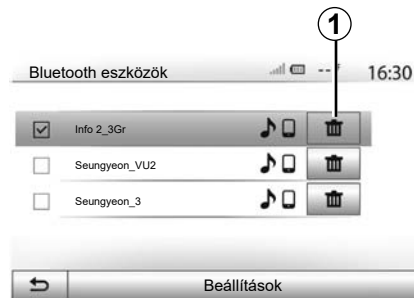 1
Bluetooth eszközök
16:30
Info 2_3Gr
Seungyeon_VU2
Seungyeon_3
Beállítások